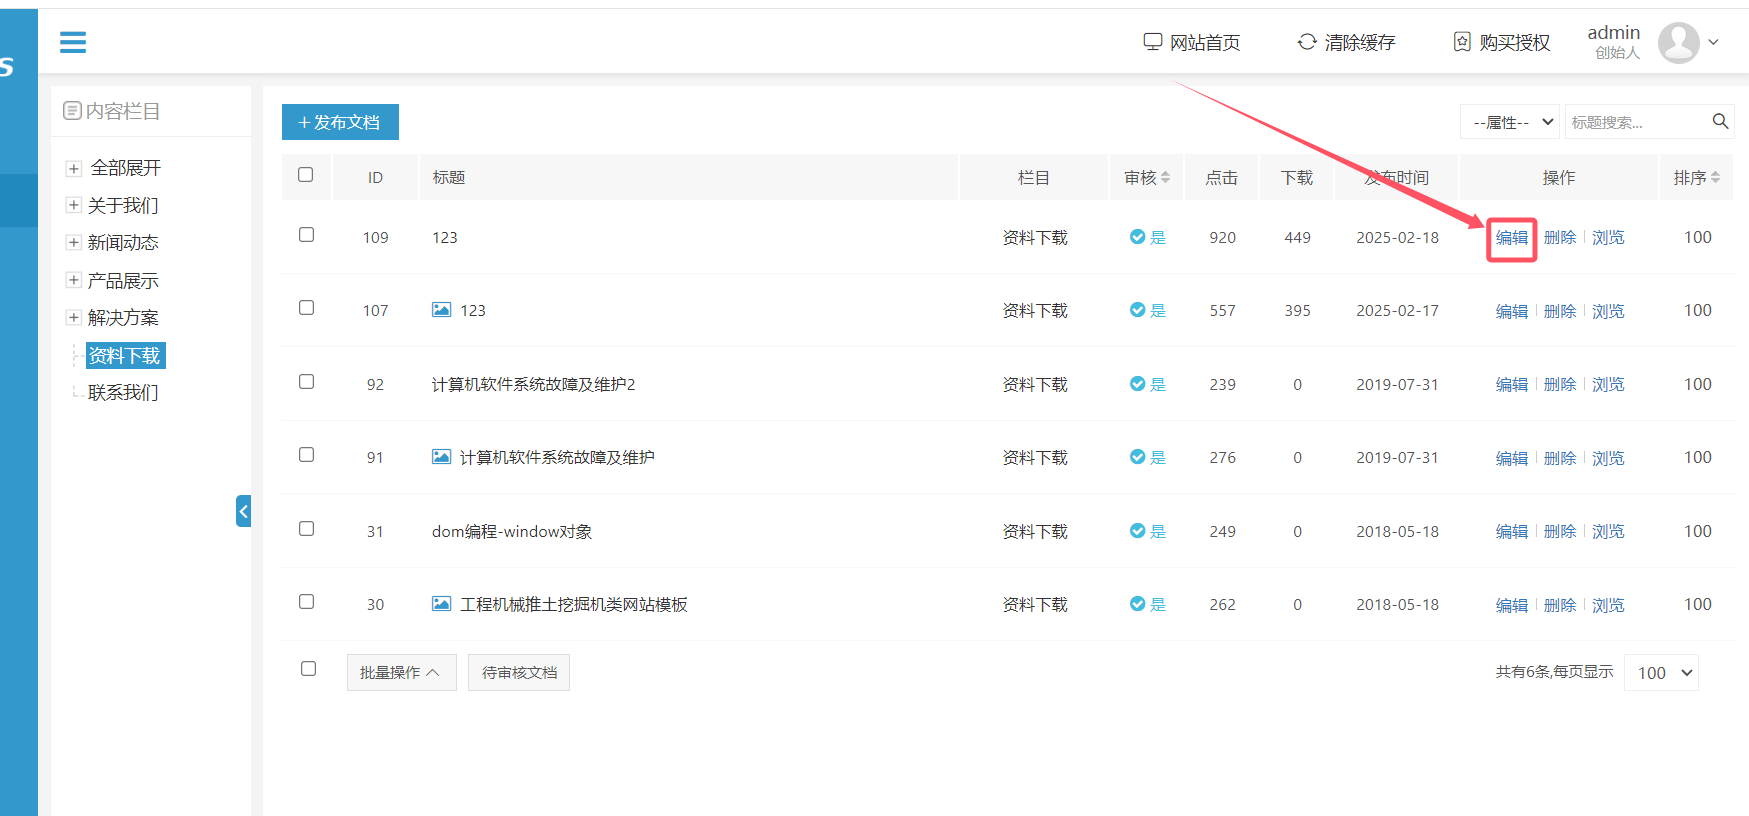 s
网站首页 清除缓存 购买授权 admin
创始人
内容栏目
全部展开
关于我们
新闻动态
产品展示
解决方案
资料下载
联系我们
+发布文档 --属性-- 标题搜索...
ID 标题 栏目 审核 点击 下载 发布时间 操作 排序
109 123 资料下载 是 920 449 2025-02-18 编辑 删除 浏览 100
107 123 资料下载 是 557 395 2025-02-17 编辑 删除 浏览 100
92 计算机软件系统故障及维护2 资料下载 是 239 0 2019-07-31 编辑 删除 浏览 100
91 计算机软件系统故障及维护 资料下载 是 276 0 2019-07-31 编辑 删除 浏览 100
31 dom编程-window对象 资料下载 是 249 0 2018-05-18 编辑 删除 浏览 100
30 工程机械推土挖掘机类网站模板 资料下载 是 262 0 2018-05-18 编辑 删除 浏览 100
批量操作 待审核文档 共有6条,每页显示 100